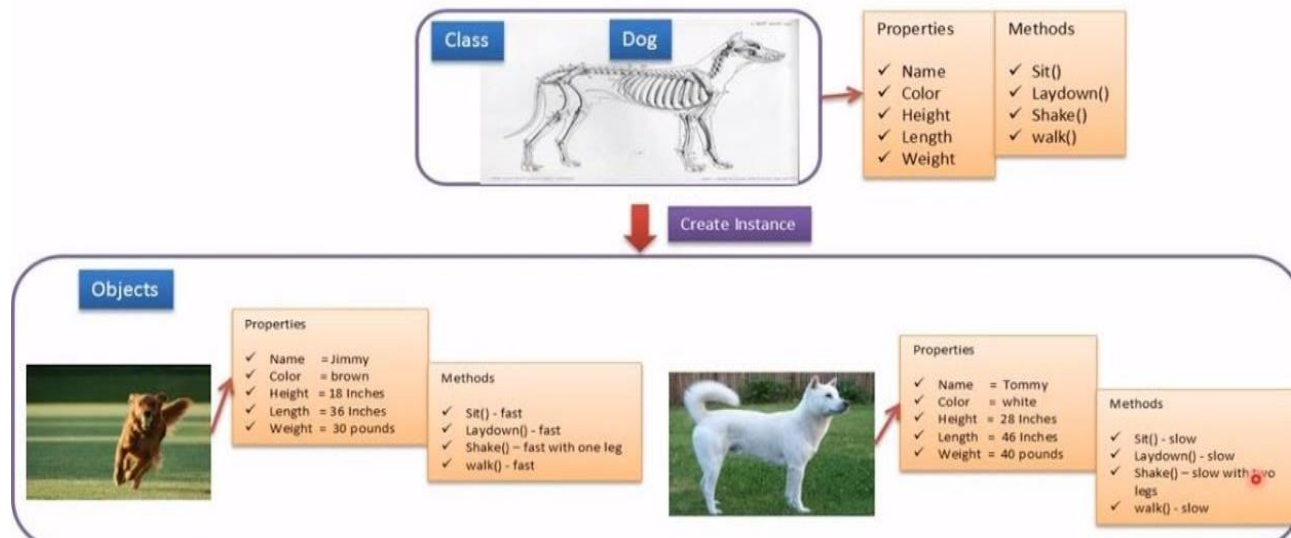 Class
Dog
Properties
✓ Name
✓ Color
✓ Height
✓ Length
✓ Weight
Methods
✓ Sit()
✓ Laydown()
✓ Shake()
✓ walk()
Create Instance
Objects
Properties
✓ Name = Jimmy
✓ Color = brown
✓ Height = 18 Inches
✓ Length = 36 Inches
✓ Weight = 30 pounds
Methods
✓ Sit() - fast
✓ Laydown() - fast
✓ Shake() – fast with one leg
✓ walk() - fast
Properties
✓ Name = Tommy
✓ Color = white
✓ Height = 28 Inches
✓ Length = 46 Inches
✓ Weight = 40 pounds
Methods
✓ Sit() - slow
✓ Laydown() - slow
✓ Shake() – slow with two
legs
✓ walk() - slow